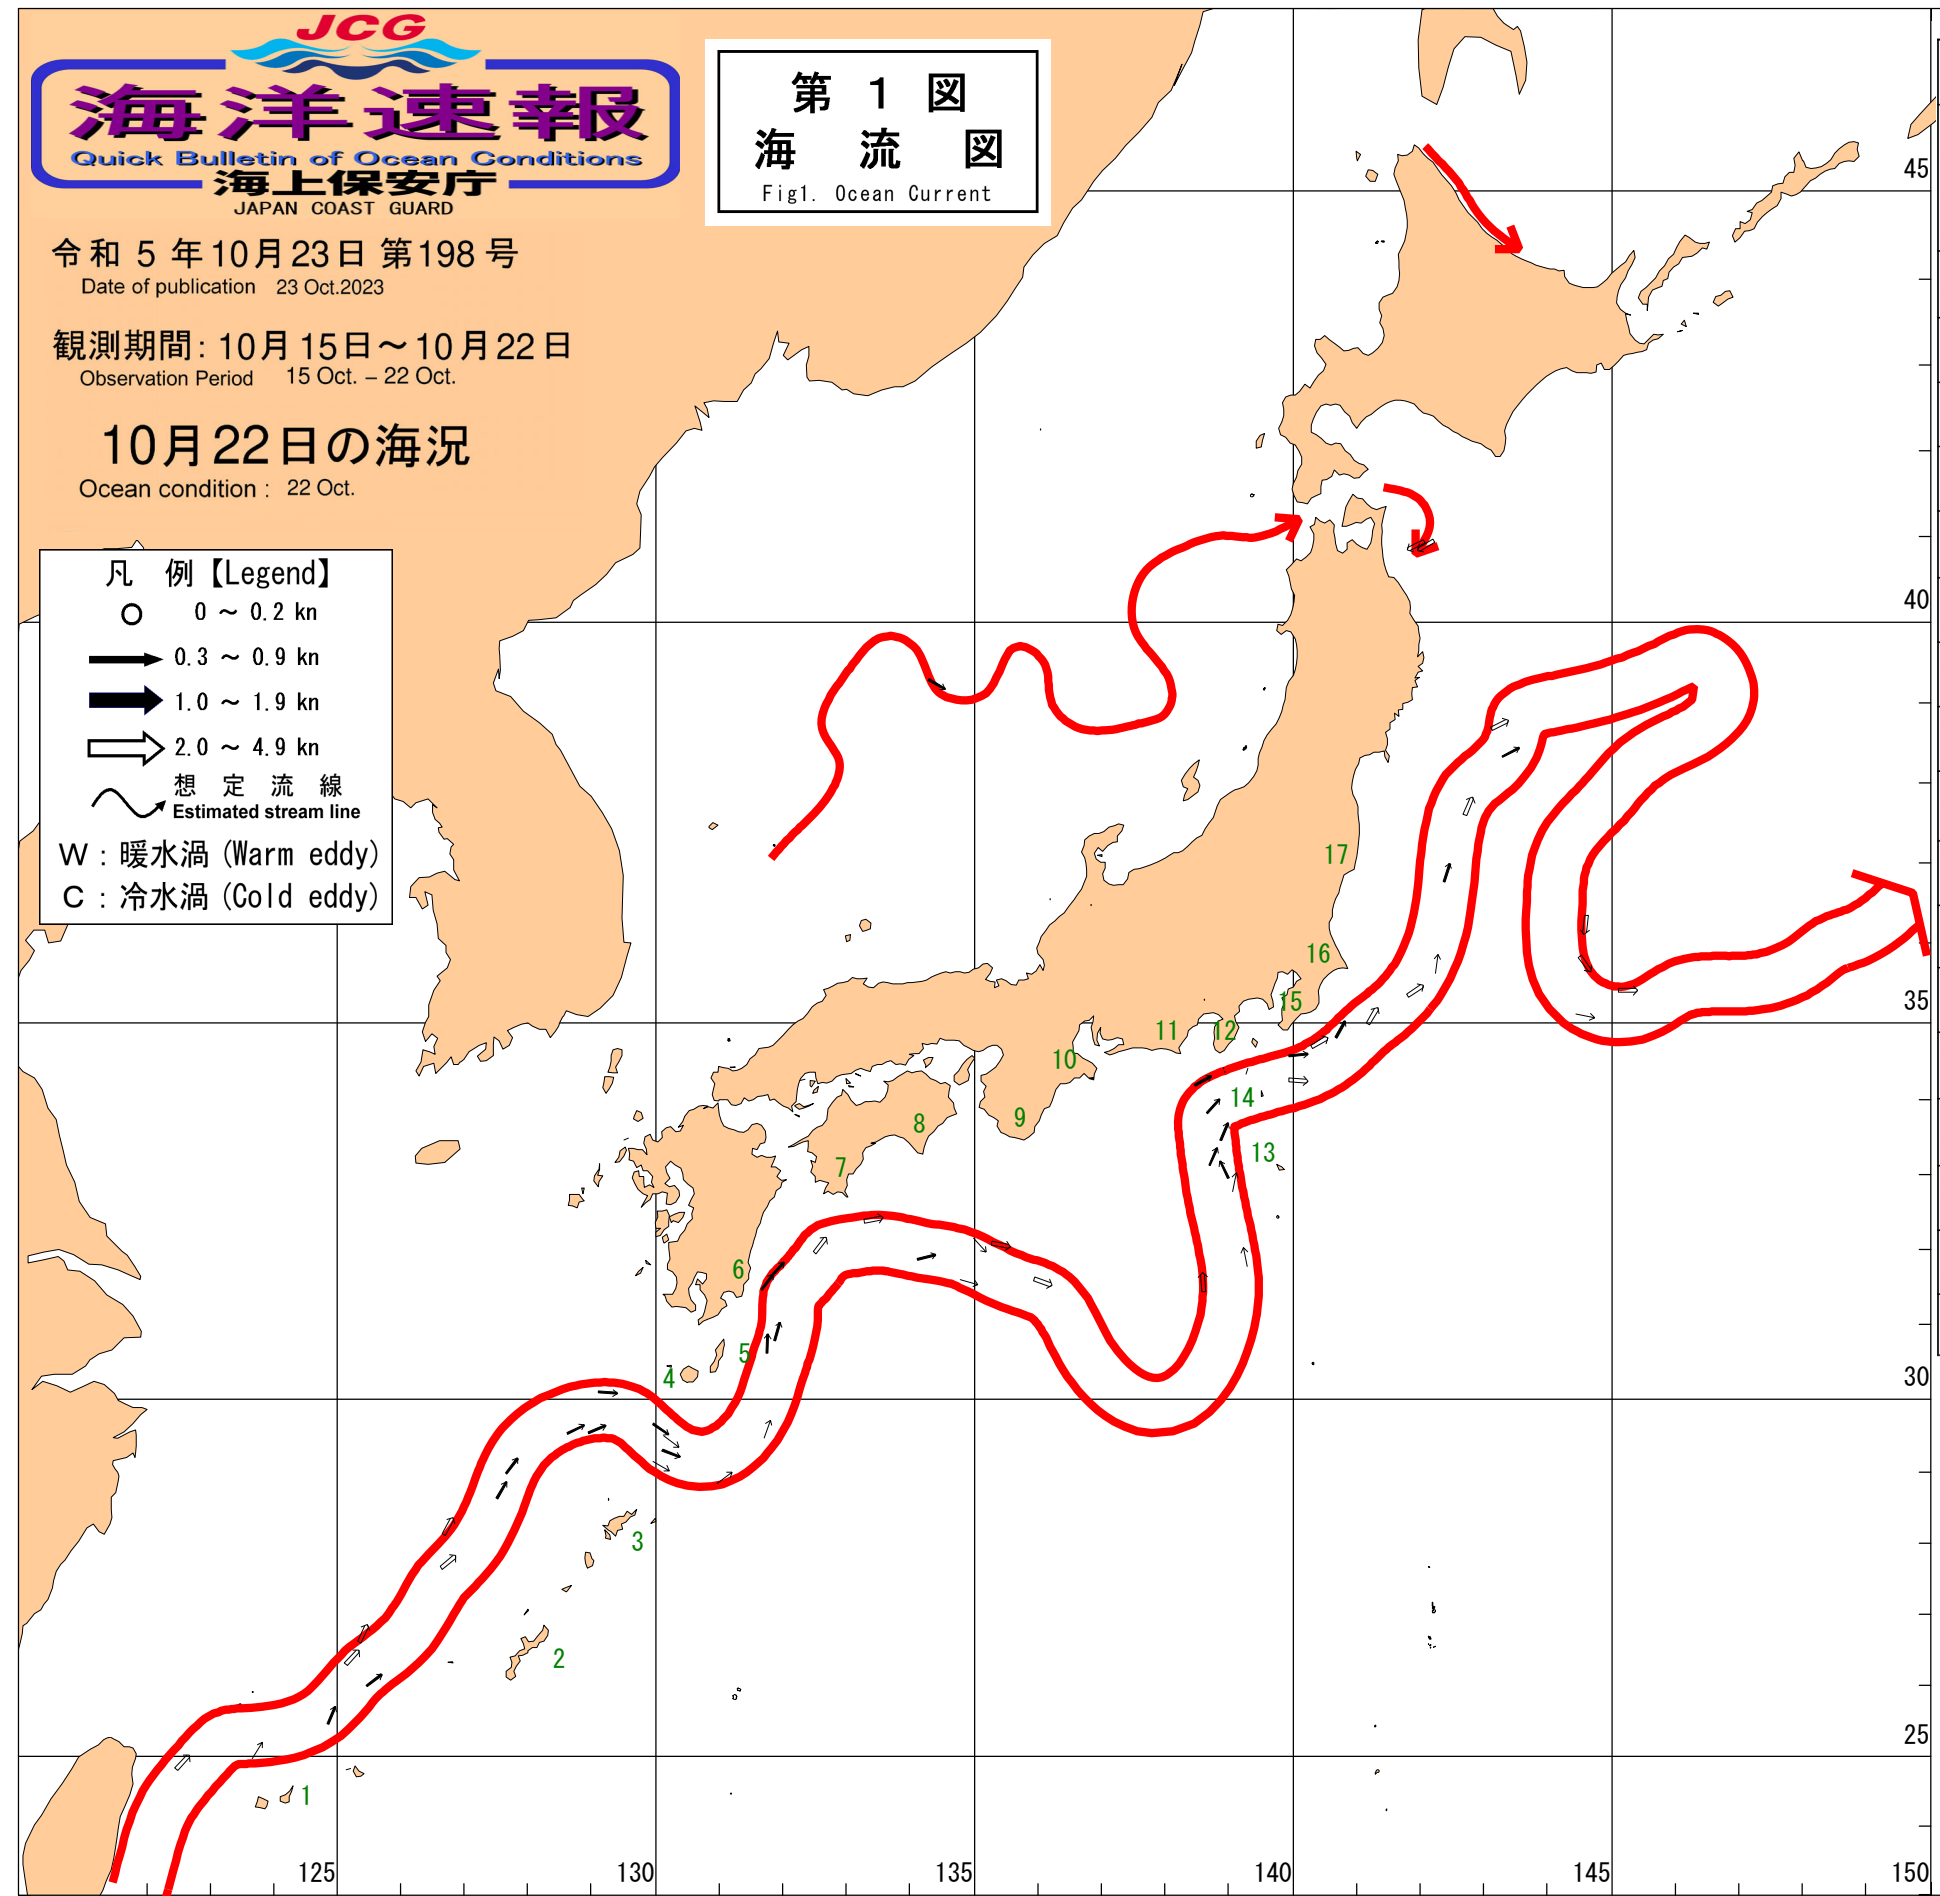 JCG
海洋速報
Quick Bulletin of Ocean Conditions
海上保安庁
JAPAN COAST GUARD
第 1 図
海 流 図
Fig1. Ocean Current
令和 5 年10月23日 第198号
Date of publication 23 Oct.2023
観測期間: 10月15日～10月22日
Observation Period 15 Oct. – 22 Oct.
10月22日の海況
Ocean condition : 22 Oct.
凡 例【Legend】
0 ～ 0.2 kn
0.3 ～ 0.9 kn
1.0 ～ 1.9 kn
2.0 ～ 4.9 kn
想 定 流 線
Estimated stream line
W : 暖水渦 (Warm eddy)
C : 冷水渦 (Cold eddy)
45
40
35
30
25
17
16
15
11
12
10
14
9
8
13
7
6
5
4
3
2
1
125
130
135
140
145
150